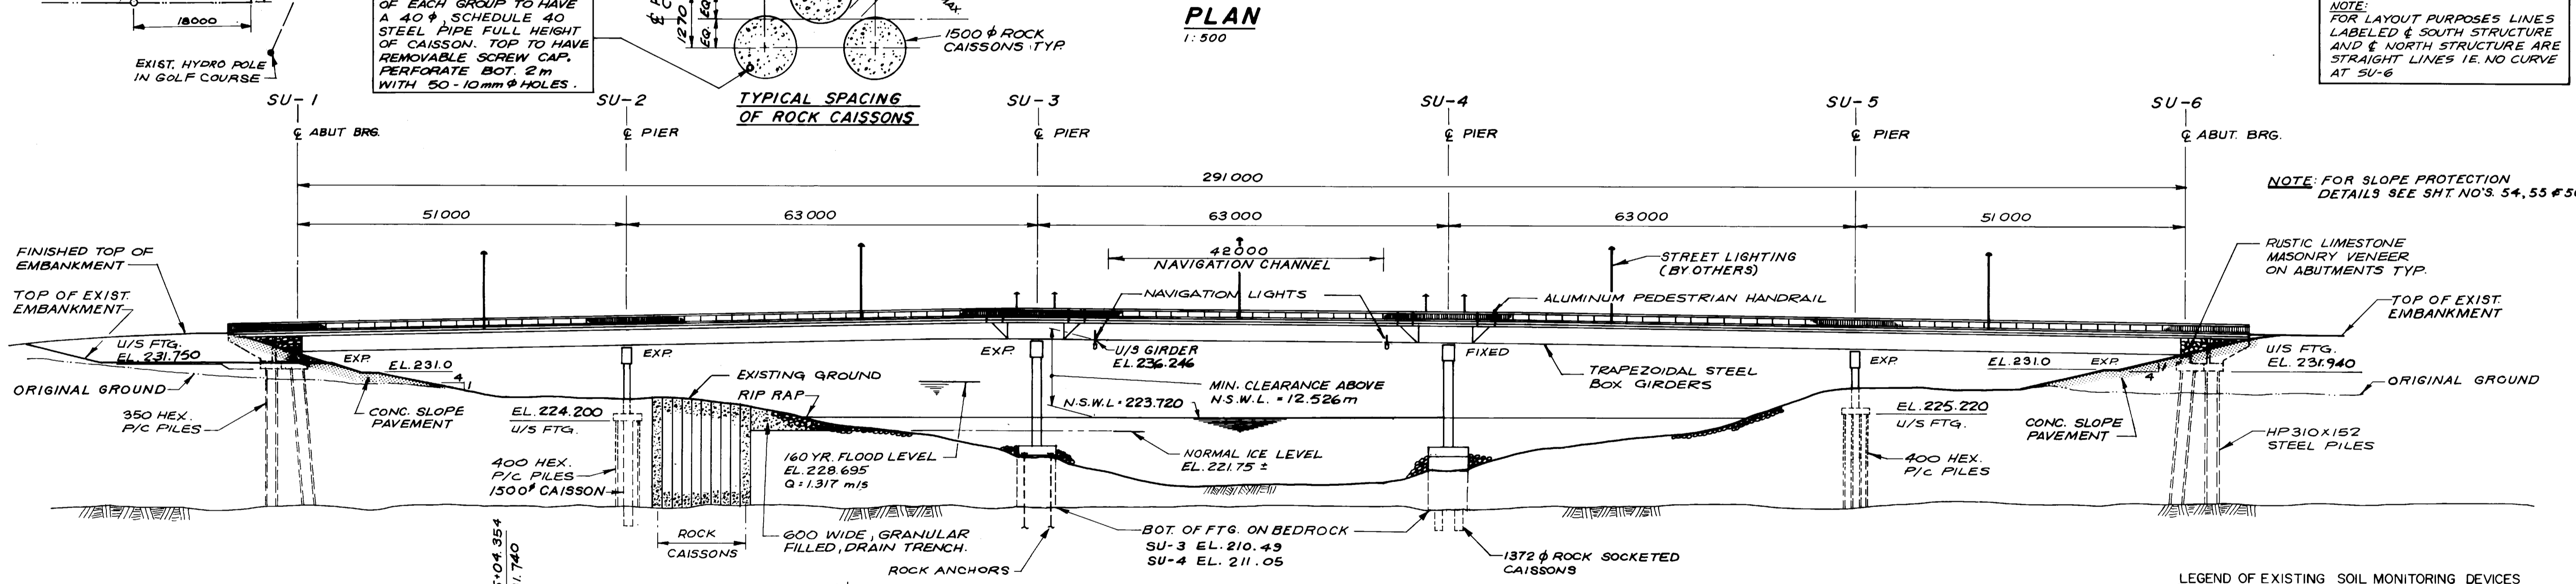 18000
EXIST. HYDRO POLE
IN GOLF COURSE
OF EACH GROUP TO HAVE
A 40 ϕ, SCHEDULE 40
STEEL PIPE FULL HEIGHT
OF CAISSON. TOP TO HAVE
REMOVABLE SCREW CAP.
PERFORATE BOT. 2 m
WITH 50-10mm ϕ HOLES.
1270
EQ.
EQ.
1500 ϕ ROCK
CAISSONS TYP.
TYPICAL SPACING
OF ROCK CAISSONS
PLAN
1:500
NOTE:
FOR LAYOUT PURPOSES LINES
LABELED ℄ SOUTH STRUCTURE
AND ℄ NORTH STRUCTURE ARE
STRAIGHT LINES IE. NO CURVE
AT SU-6
SU-1
℄ ABUT BRG.
SU-2
℄ PIER
SU-3
℄ PIER
SU-4
℄ PIER
SU-5
℄ PIER
SU-6
℄ ABUT. BRG.
291000
51000
63000
63000
63000
51000
NOTE: FOR SLOPE PROTECTION
DETAILS SEE SHT. NO'S. 54, 55 &
42000
NAVIGATION CHANNEL
STREET LIGHTING
(BY OTHERS)
RUSTIC LIMESTONE
MASONRY VENEER
ON ABUTMENTS TYP.
FINISHED TOP OF
EMBANKMENT
TOP OF EXIST.
EMBANKMENT
NAVIGATION LIGHTS
ALUMINUM PEDESTRIAN HANDRAIL
TOP OF EXIST.
EMBANKMENT
U/S FTG.
EL. 231.750
EXP.
EL. 231.0
4
1
EXP.
EXP.
U/S GIRDER
EL. 236.246
FIXED
TRAPEZOIDAL STEEL
BOX GIRDERS
EXP.
EL. 231.0
EXP.
4
U/S FTG.
EL. 231.940
ORIGINAL GROUND
ORIGINAL GROUND
350 HEX.
P/C PILES
CONC. SLOPE
PAVEMENT
EXISTING GROUND
RIP RAP
MIN. CLEARANCE ABOVE
N.S.W.L. = 12.526 m
N.S.W.L. = 223.720
EL. 224.200
U/S FTG.
EL. 225.220
U/S FTG.
CONC. SLOPE
PAVEMENT
HP 310 X 152
STEEL PILES
400 HEX.
P/C PILES
1500ϕ CAISSON
160 YR. FLOOD LEVEL
EL. 228.695
Q = 1.317 m/s
NORMAL ICE LEVEL
EL. 221.75 ±
400 HEX.
P/C PILES
ROCK
CAISSONS
600 WIDE, GRANULAR
FILLED, DRAIN TRENCH.
ROCK ANCHORS
BOT. OF FTG. ON BEDROCK
SU-3 EL. 210.49
SU-4 EL. 211.05
1372 ϕ ROCK SOCKETED
CAISSONS
+04.354
1.740
LEGEND OF EXISTING SOIL MONITORING DEVICES